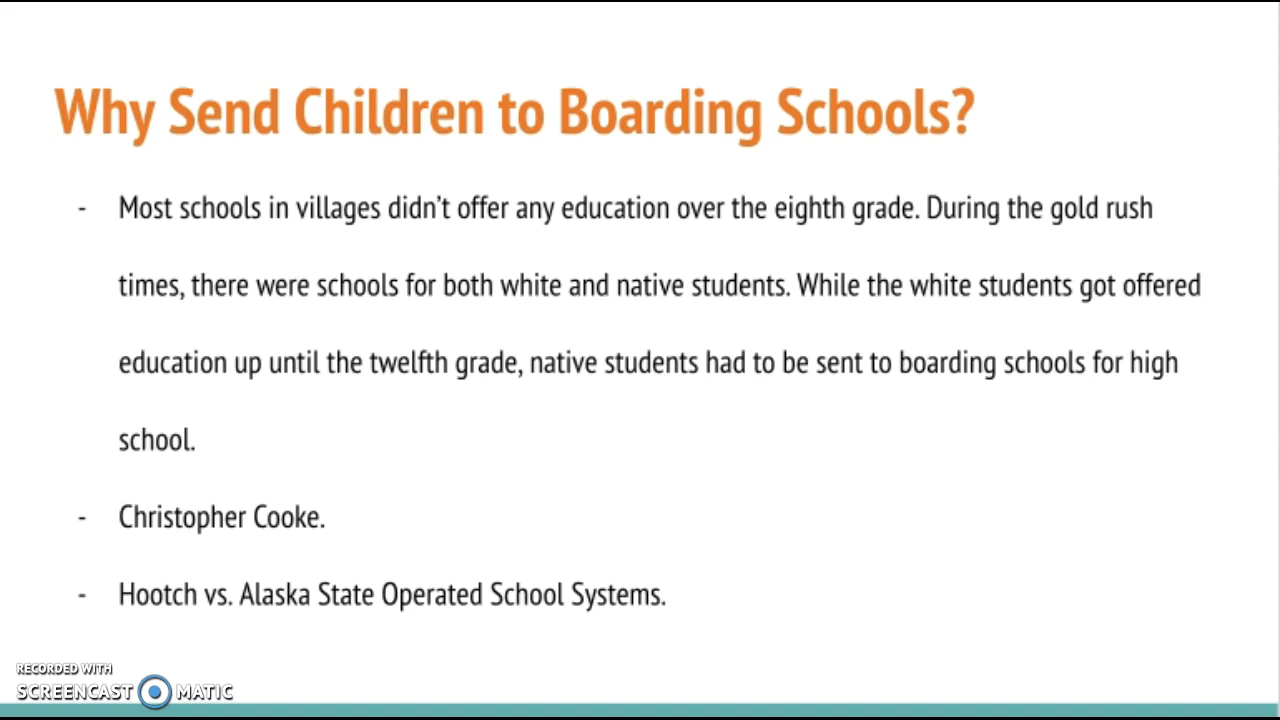 Why Send Children to Boarding Schools?
- Most schools in villages didn't offer any education over the eighth grade. During the gold rush
times, there were schools for both white and native students. While the white students got offered
education up until the twelfth grade, native students had to be sent to boarding schools for high
school.
- Christopher Cooke.
- Hootch vs. Alaska State Operated School Systems.
RECORDED WITH
SCREENCAST MATIC